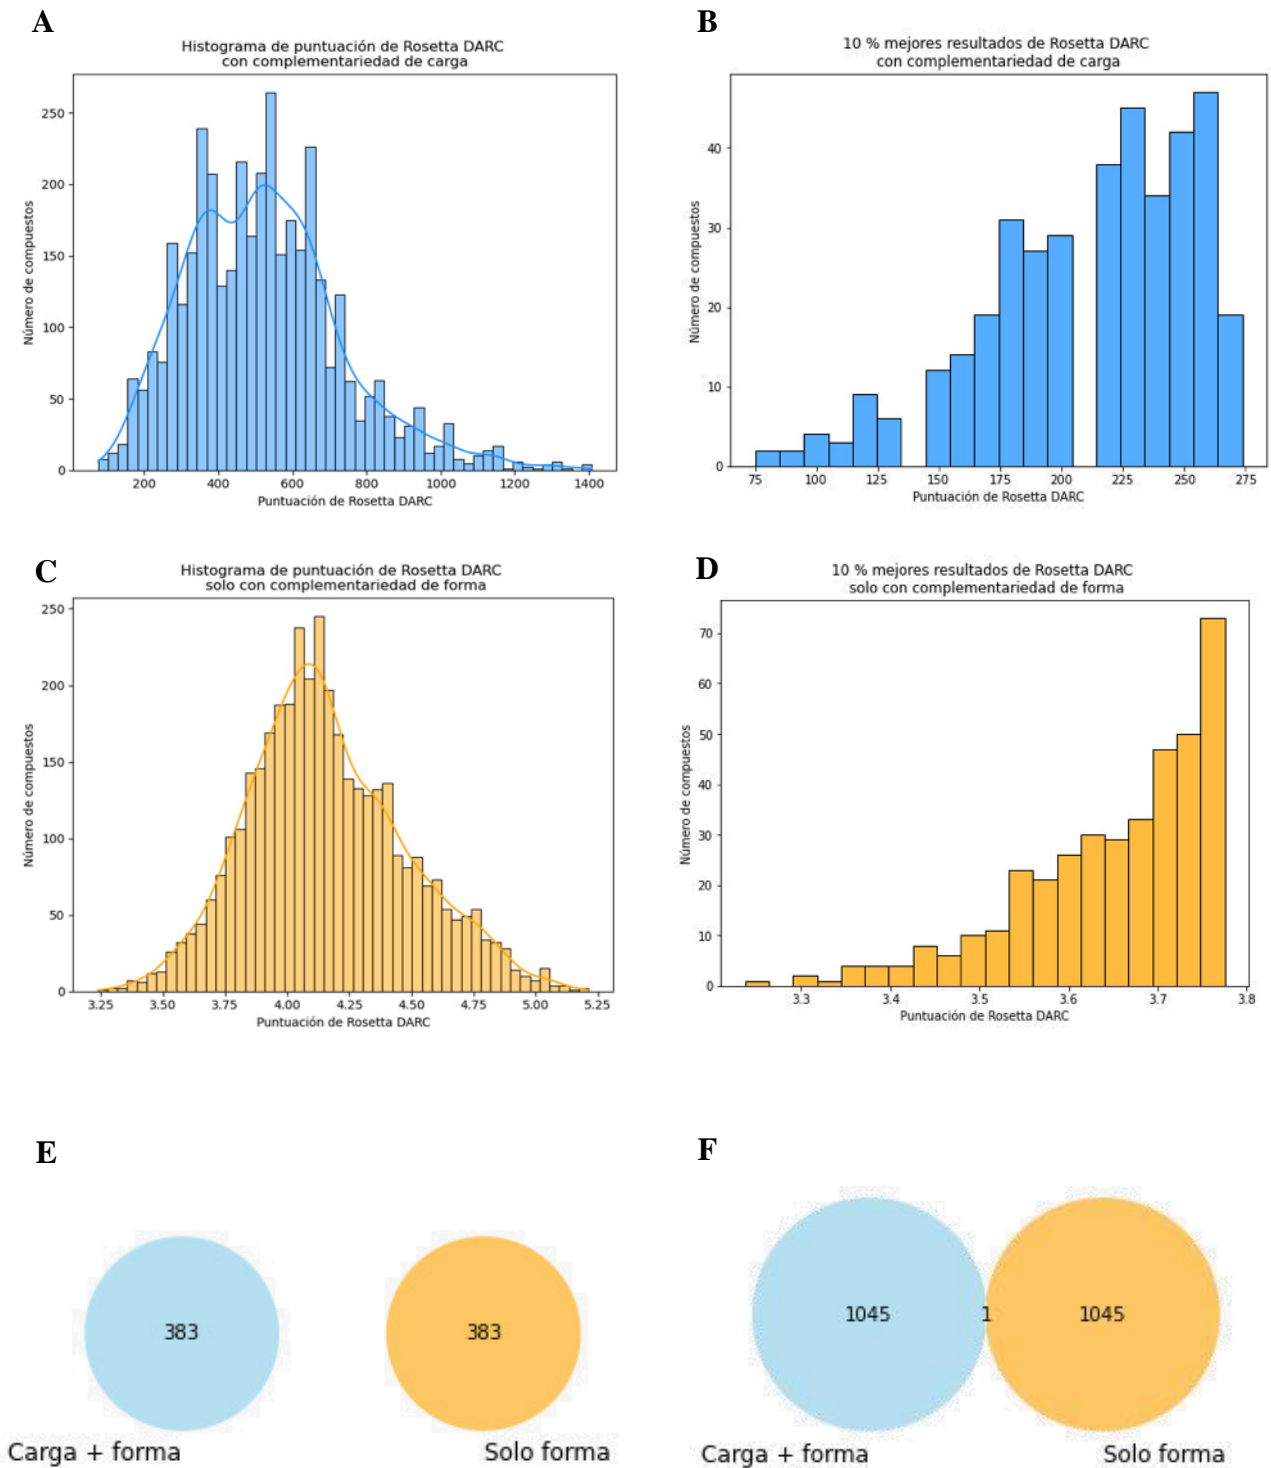 A
Histograma de puntuación de Rosetta DARC
con complementariedad de carga
Número de compuestos
250
200
150
100
50
0
200 400 600 800 1000 1200 1400
Puntuación de Rosetta DARC
B
10 % mejores resultados de Rosetta DARC
con complementariedad de carga
Número de compuestos
40
30
20
10
0
75 100 125 150 175 200 225 250 275
Puntuación de Rosetta DARC
C
Histograma de puntuación de Rosetta DARC
solo con complementariedad de forma
Número de compuestos
250
200
150
100
50
0
3.25 3.50 3.75 4.00 4.25 4.50 4.75 5.00 5.25
Puntuación de Rosetta DARC
D
10 % mejores resultados de Rosetta DARC
solo con complementariedad de forma
Número de compuestos
70
60
50
40
30
20
10
0
3.3 3.4 3.5 3.6 3.7 3.8
Puntuación de Rosetta DARC
E
383 383
Carga + forma Solo forma
F
1045 1 1045
Carga + forma Solo forma